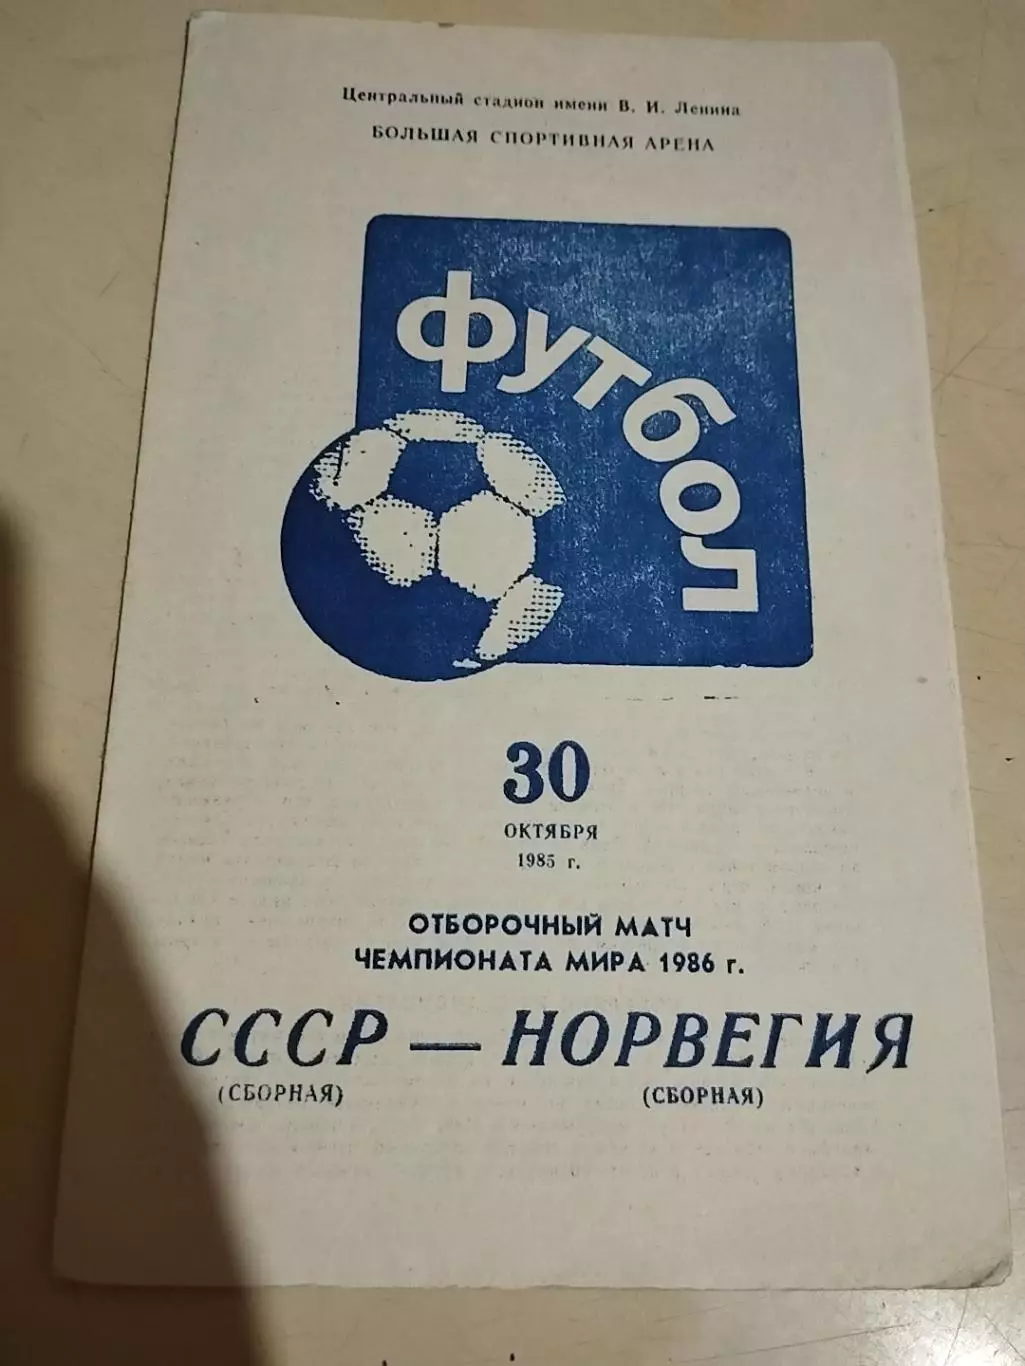 Центральный стадион имени В. И. Ленина
БОЛЬШАЯ СПОРТИВНАЯ АРЕНА
футбол
30
ОКТЯБРЯ
1985 г.
ОТБОРОЧНЫЙ МАТЧ
ЧЕМПИОНАТА МИРА 1986 г.
СССР — НОРВЕГИЯ
(СБОРНАЯ) (СБОРНАЯ)